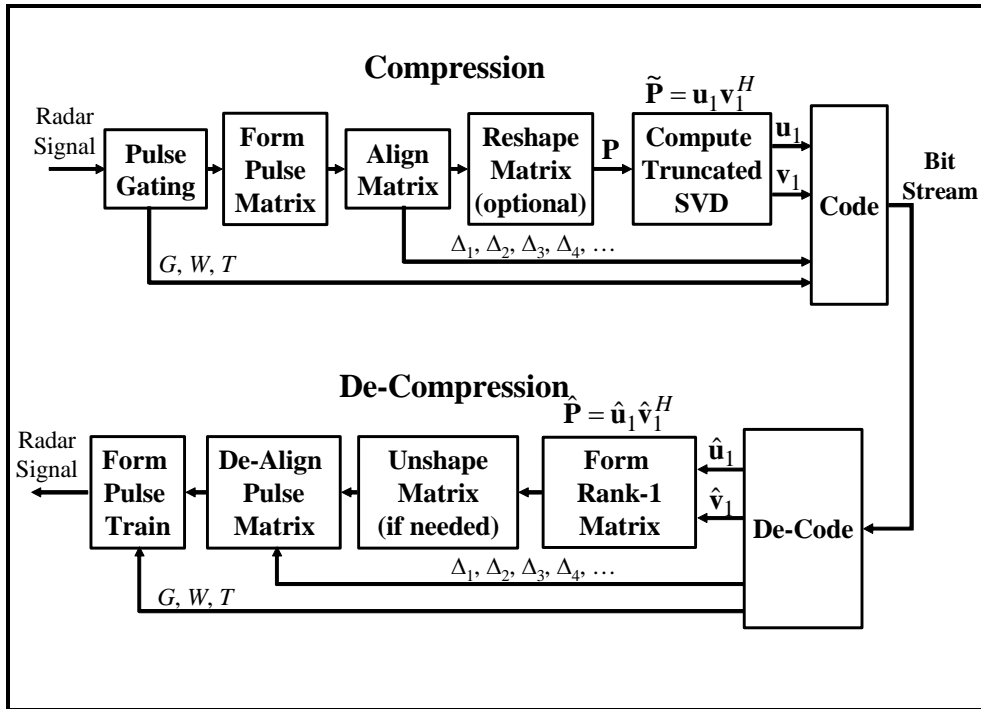 Compression
Radar
Signal
Pulse
Gating
Form
Pulse
Matrix
Align
Matrix
Reshape
Matrix
(optional)
P
P̃ = u₁v₁ᴴ
Compute
Truncated
SVD
u₁
v₁
Code
Bit
Stream
Δ₁, Δ₂, Δ₃, Δ₄, …
G, W, T
De-Compression
P̂ = û₁v̂₁ᴴ
Radar
Signal
Form
Pulse
Train
De-Align
Pulse
Matrix
Unshape
Matrix
(if needed)
Form
Rank-1
Matrix
û₁
v̂₁
De-Code
Δ₁, Δ₂, Δ₃, Δ₄, …
G, W, T